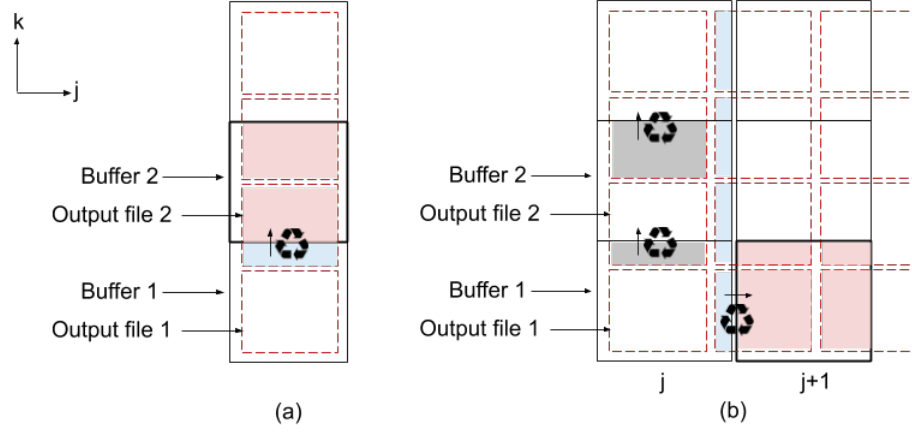 k
j
Buffer 2
Output file 2
Buffer 1
Output file 1
(a)
Buffer 2
Output file 2
Buffer 1
Output file 1
j
j+1
(b)